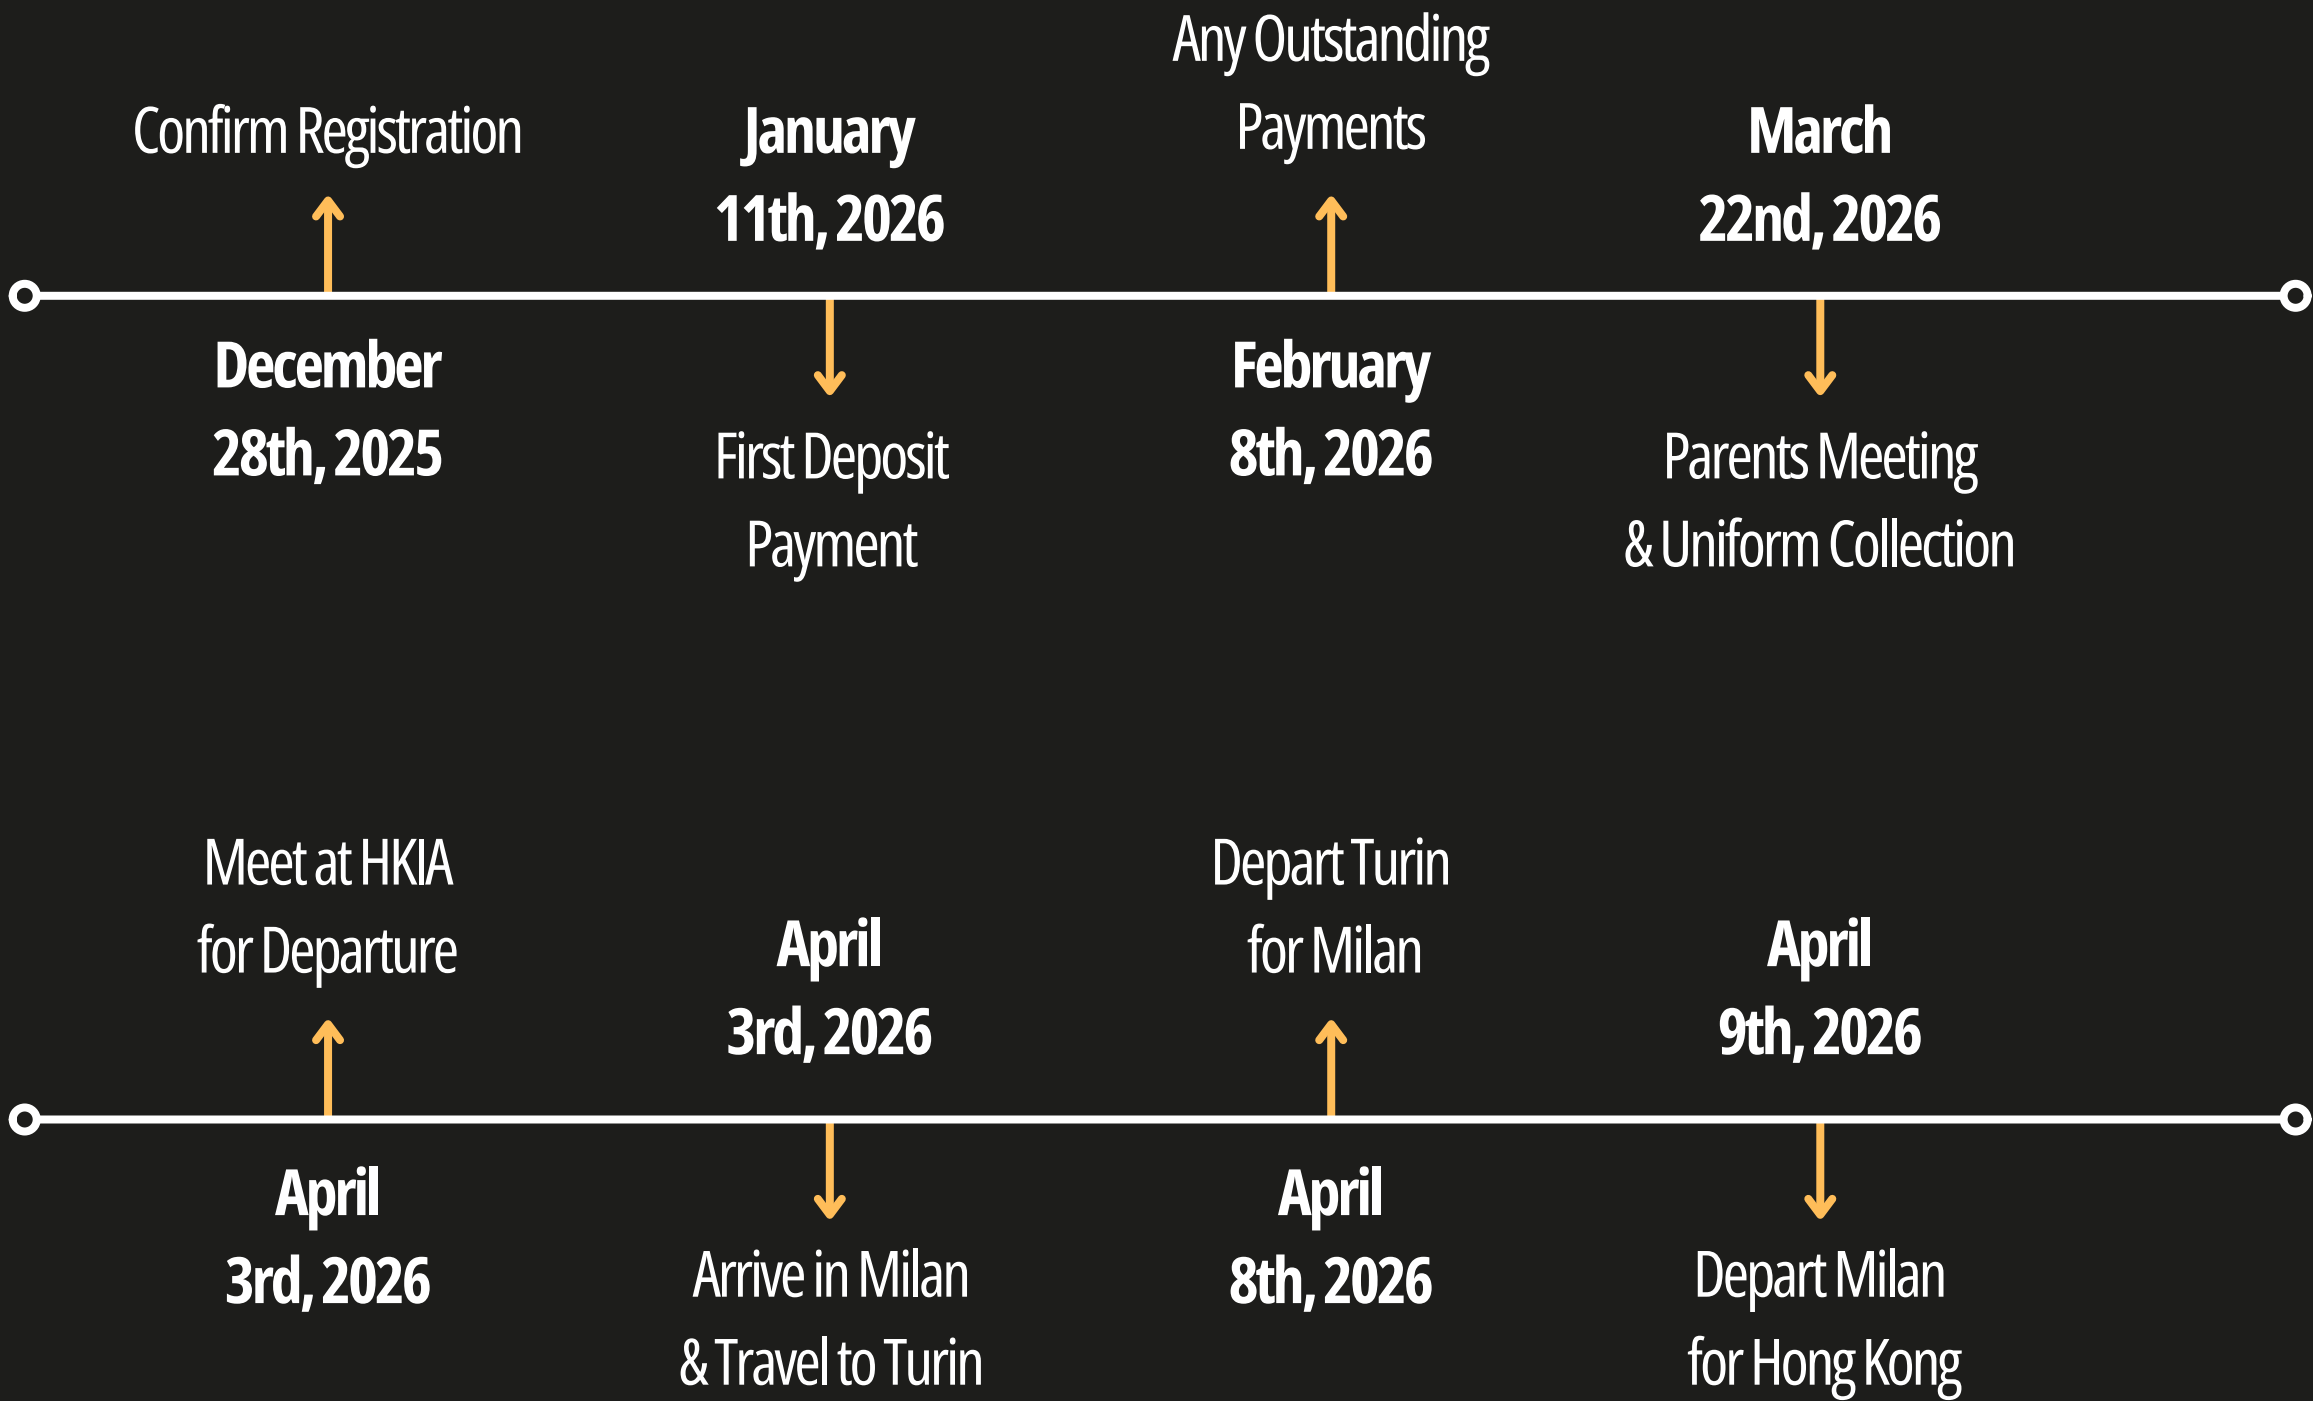 Confirm Registration
December
28th, 2025
January
11th, 2026
First Deposit
Payment
Any Outstanding
Payments
February
8th, 2026
March
22nd, 2026
Parents Meeting
& Uniform Collection
Meet at HKIA
for Departure
April
3rd, 2026
April
3rd, 2026
Arrive in Milan
& Travel to Turin
Depart Turin
for Milan
April
8th, 2026
April
9th, 2026
Depart Milan
for Hong Kong